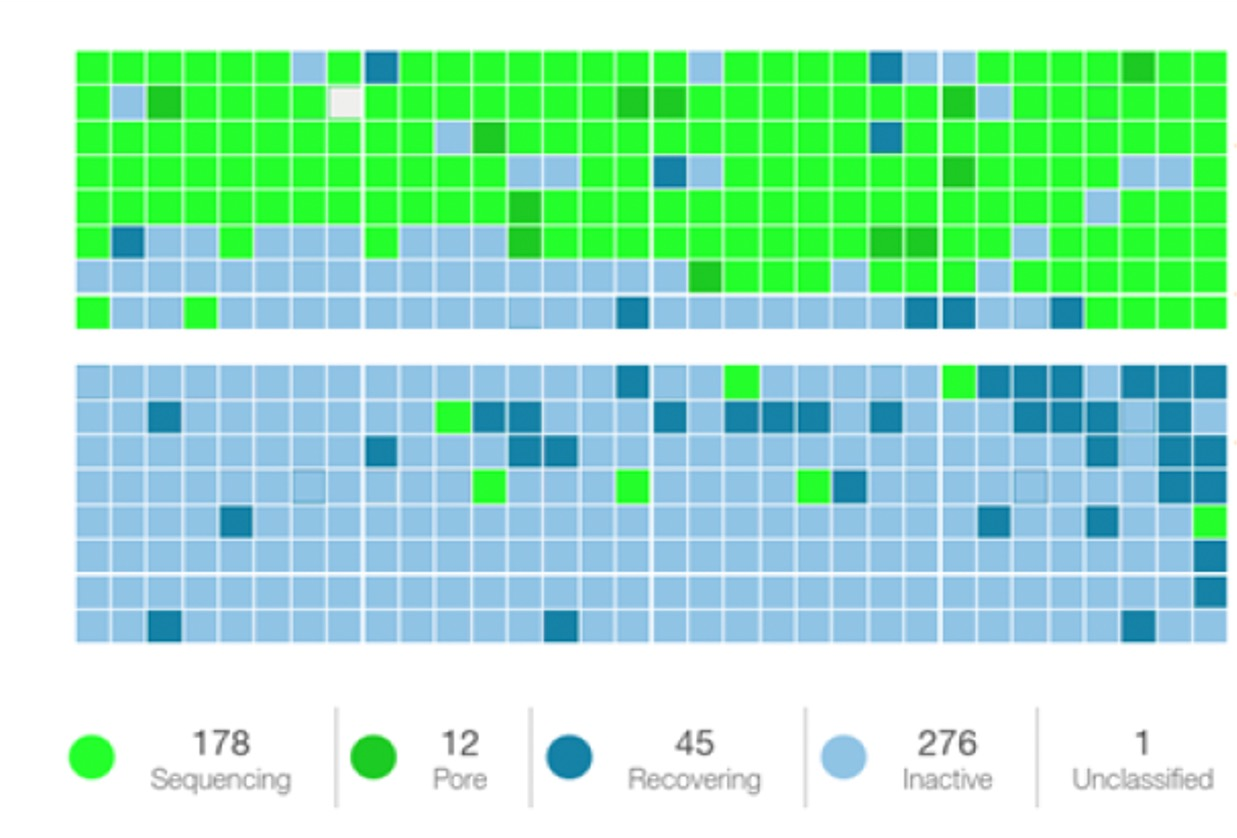 178 12 45 276 1
Sequencing Pore Recovering Inactive Unclassified